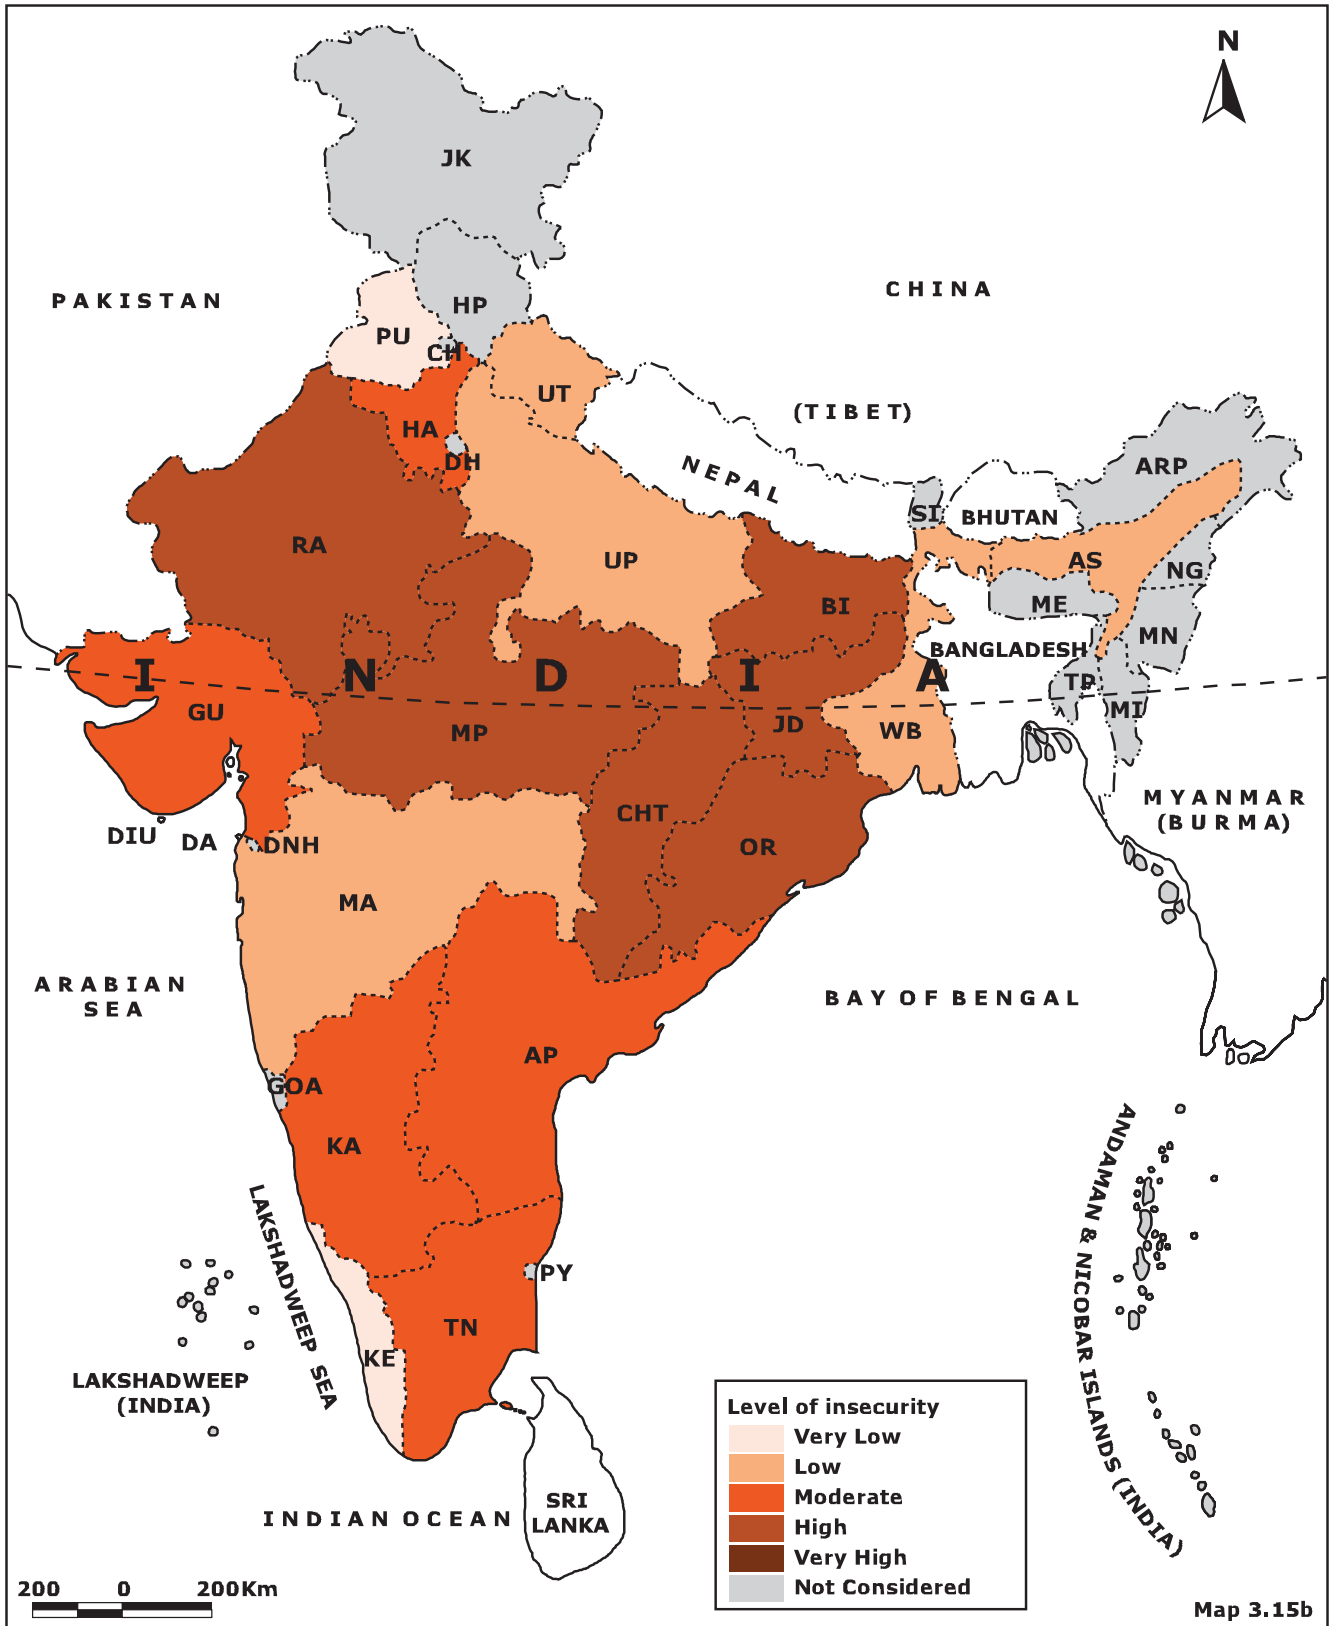 N
JK
PAKISTAN
CHINA
HP
PU
CH
UT
(TIBET)
HA
DH
NEPAL
ARP
SI
BHUTAN
RA
UP
AS
NG
BI
ME
MN
BANGLADESH
I N D I A
TP
GU
MI
MP
JD
WB
MYANMAR
(BURMA)
CHT
DIU
DA
DNH
OR
MA
ARABIAN
SEA
BAY OF BENGAL
AP
GOA
KA
ANDAMAN & NICOBAR ISLANDS (INDIA)
LAKSHADWEEP SEA
PY
TN
KE
LAKSHADWEEP
(INDIA)
Level of insecurity
Very Low
Low
Moderate
High
Very High
Not Considered
INDIAN OCEAN
SRI
LANKA
200 0 200Km
Map 3.15b